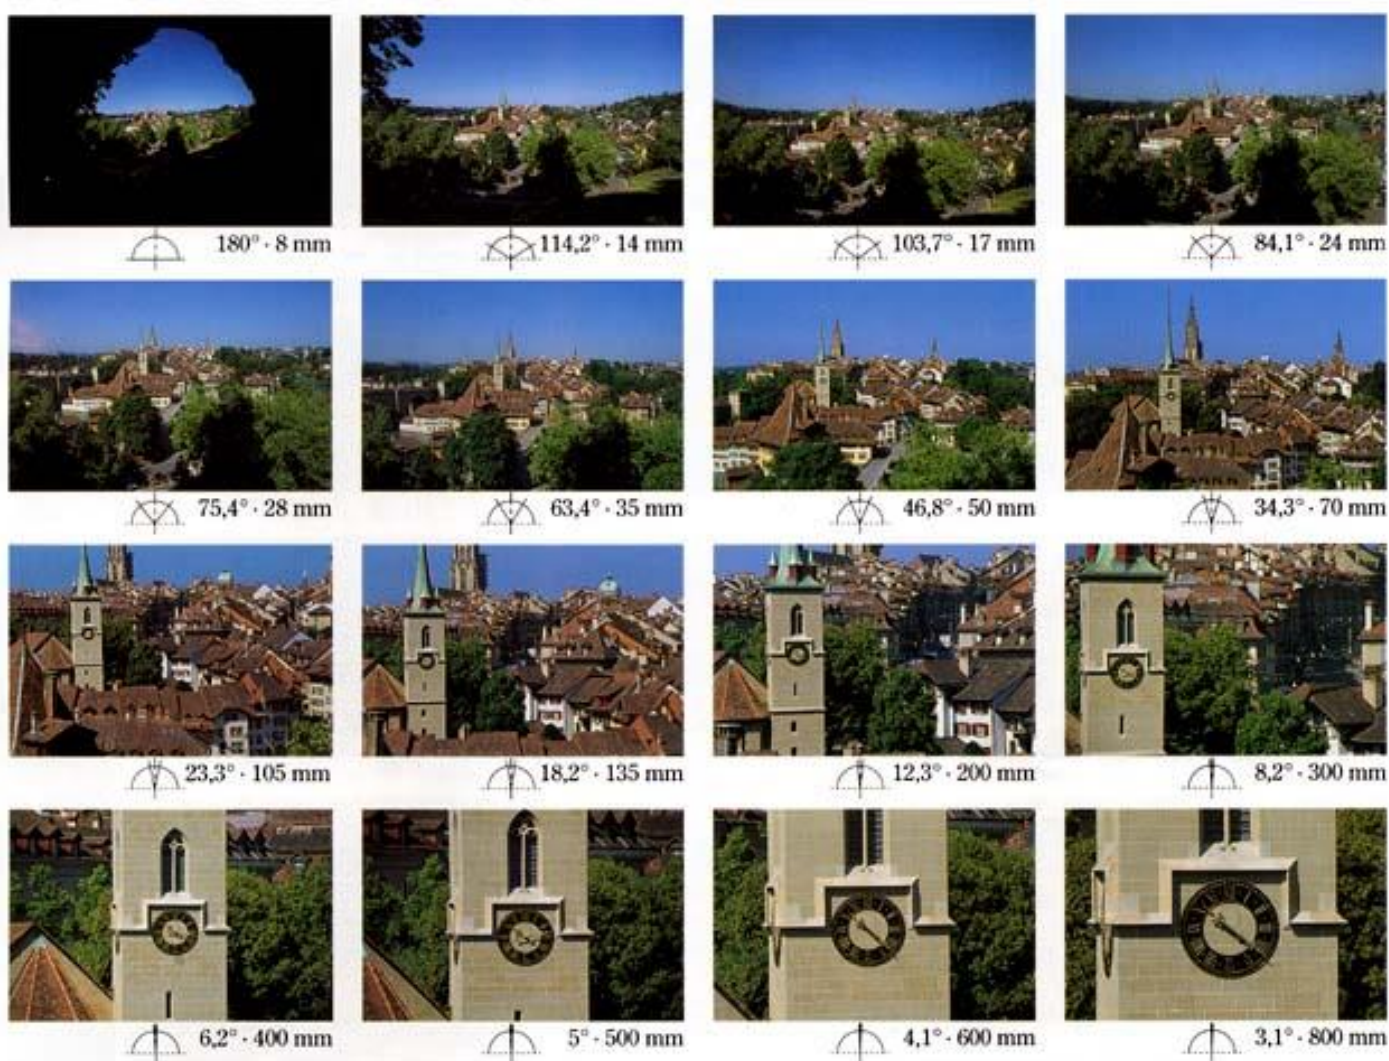 180° · 8 mm
114,2° · 14 mm
103,7° · 17 mm
84,1° · 24 mm
75,4° · 28 mm
63,4° · 35 mm
46,8° · 50 mm
34,3° · 70 mm
23,3° · 105 mm
18,2° · 135 mm
12,3° · 200 mm
8,2° · 300 mm
6,2° · 400 mm
5° · 500 mm
4,1° · 600 mm
3,1° · 800 mm